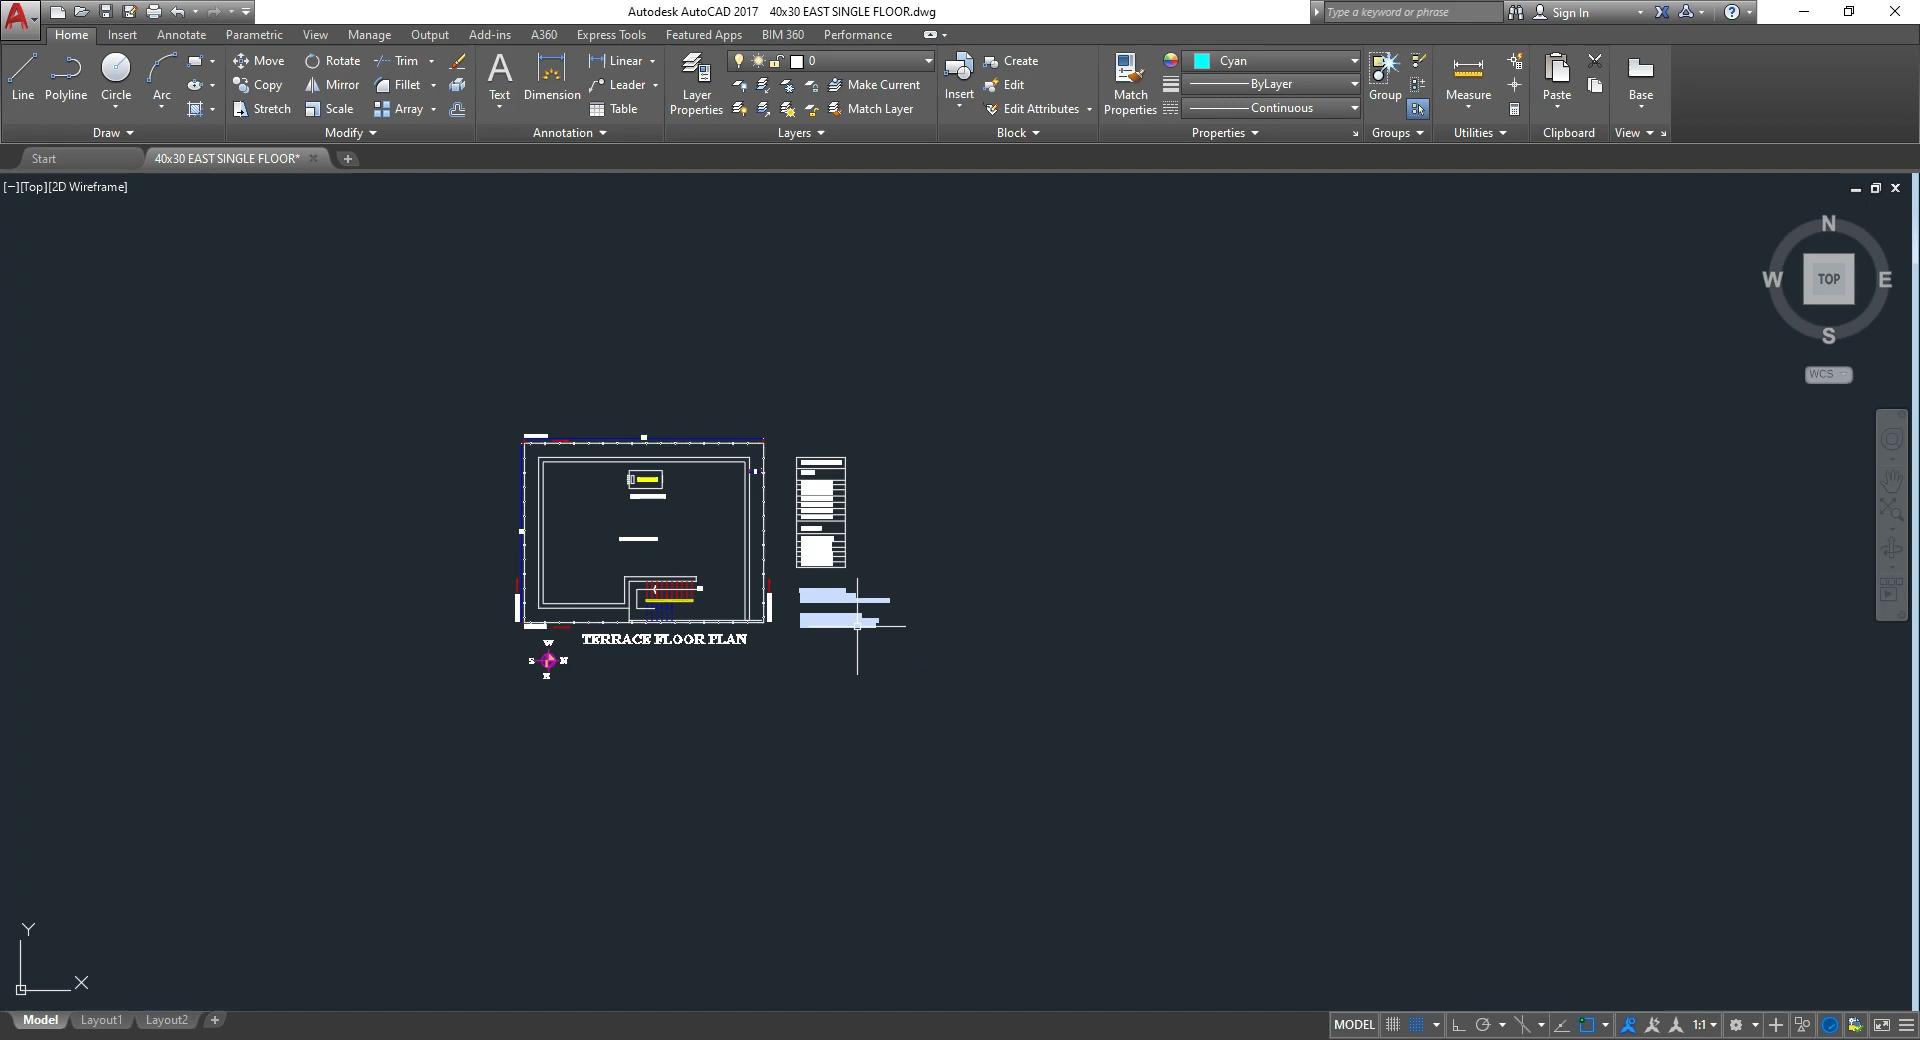 Autodesk AutoCAD 2017 40x30 EAST SINGLE FLOOR.dwg
Type a keyword or phrase
Sign In
Home Insert Annotate Parametric View Manage Output Add-ins A360 Express Tools Featured Apps BIM 360 Performance
Line Polyline Circle Arc
Move Rotate Trim
Copy Mirror Fillet
Stretch Scale Array
Text Dimension
Linear
Leader
Table
Layer Properties
0
Make Current
Match Layer
Insert
Create
Edit
Edit Attributes
Match Properties
Cyan
ByLayer
Continuous
Group
Measure
Paste
Base
Draw Modify Annotation Layers Block Properties Groups Utilities Clipboard View
Start 40x30 EAST SINGLE FLOOR*
[−][Top][2D Wireframe]
N
W TOP E
S
WCS
TERRACE FLOOR PLAN
W
S N
E
Y
X
Model Layout1 Layout2
MODEL 1:1